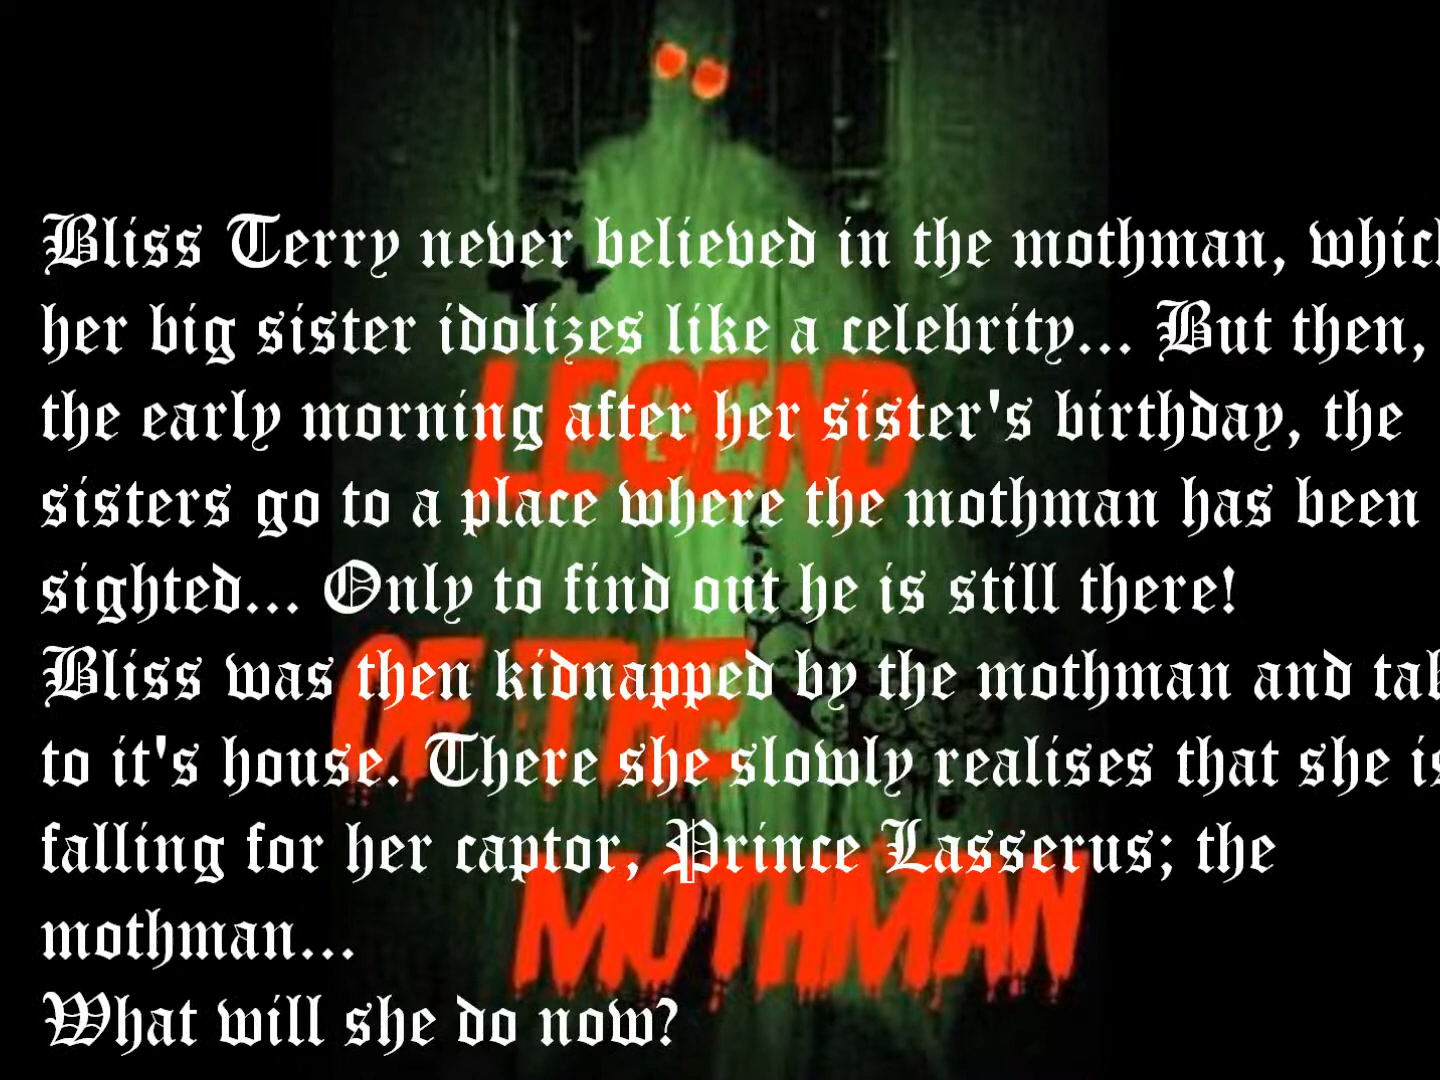 Bliss Terry never believed in the mothman, which
her big sister idolizes like a celebrity... But then,
the early morning after her sister's birthday, the
sisters go to a place where the mothman has been
sighted... Only to find out he is still there!
Bliss was then kidnapped by the mothman and
to it's house. There she slowly realises that she is
falling for her captor, Prince Lasserus; the
mothman...
What will she do now?
LEGEND
OF THE
MOTHMAN